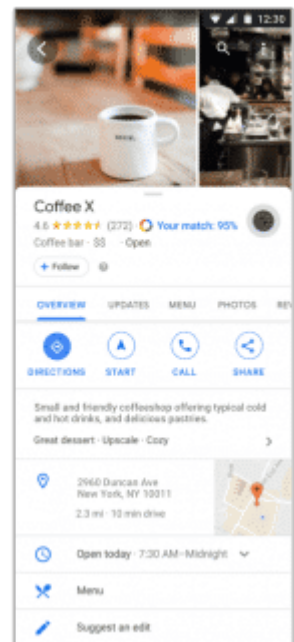 12:30
Coffee X
4.6 ★★★★★ (272) · Your match: 95%
Coffee bar · $$ · Open
+ Follow
OVERVIEW UPDATES MENU PHOTOS REV
DIRECTIONS START CALL SHARE
Small and friendly coffeeshop offering typical cold
and hot drinks, and delicious pastries.
Great dessert · Upscale · Cozy
2960 Duncan Ave
New York, NY 10011
2.3 mi · 10 min drive
Open today · 7:30 AM–Midnight
Menu
Suggest an edit